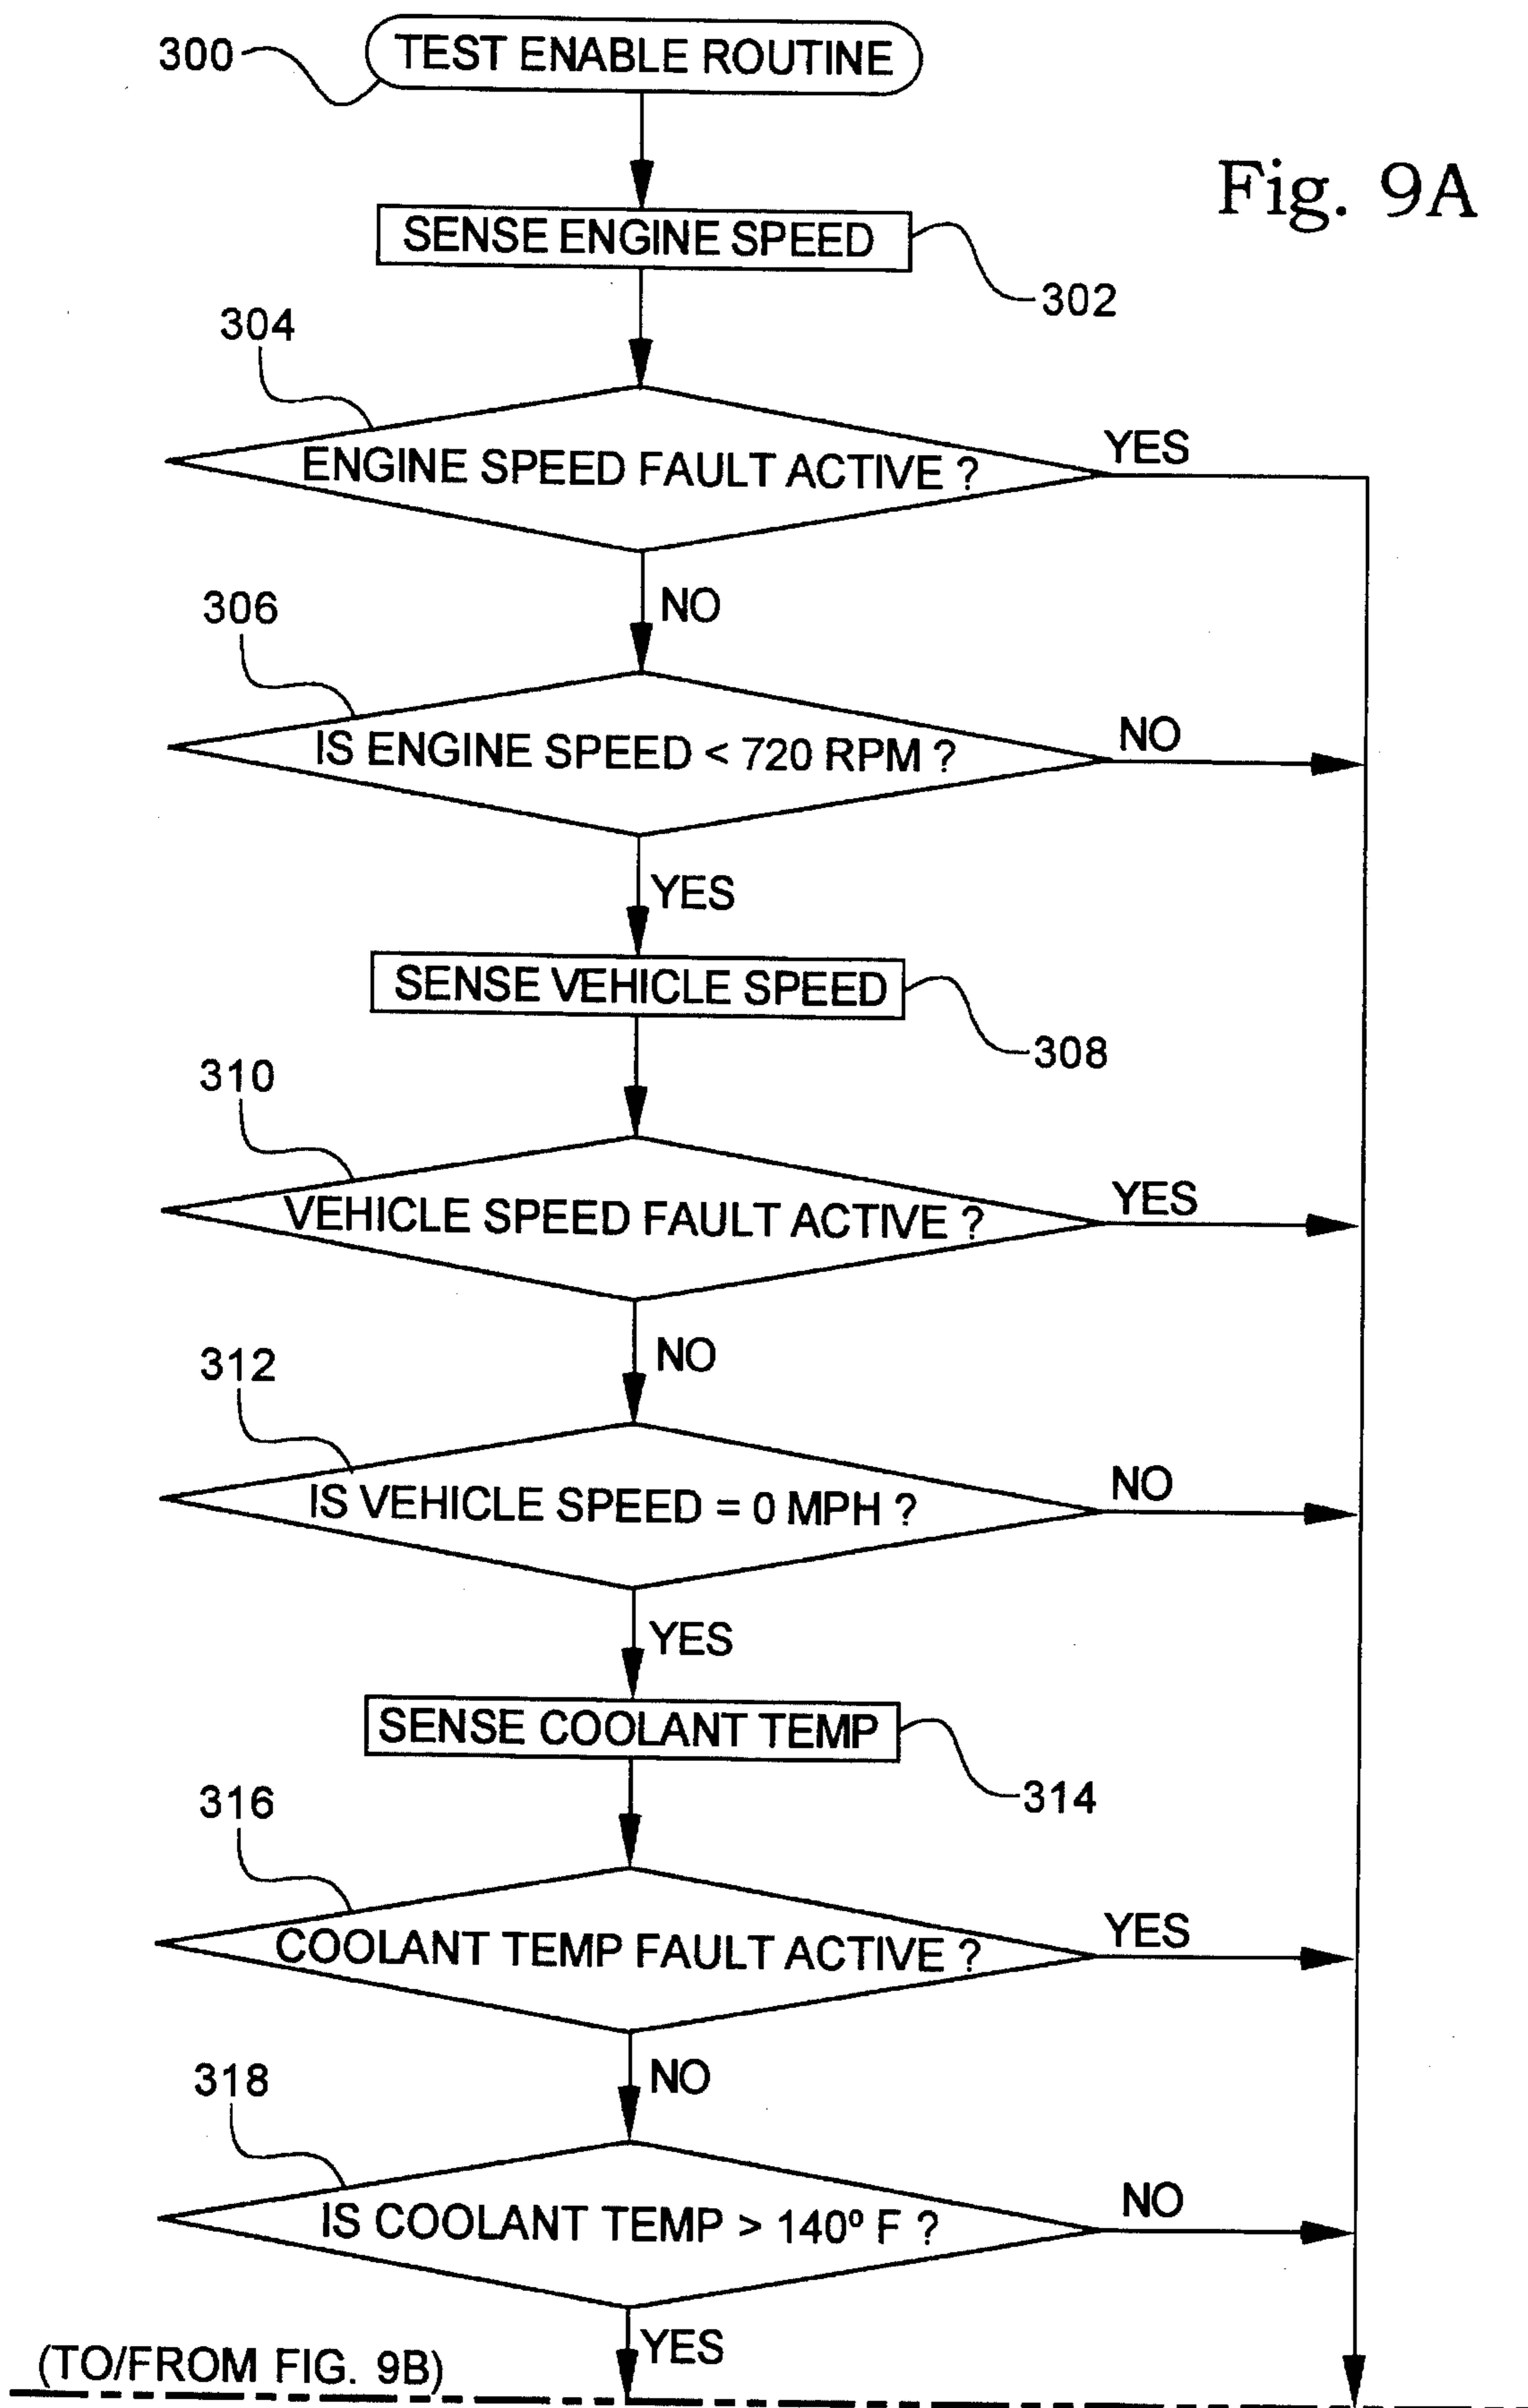 300
TEST ENABLE ROUTINE
Fig. 9A
SENSE ENGINE SPEED
302
304
ENGINE SPEED FAULT ACTIVE ?
YES
NO
306
IS ENGINE SPEED < 720 RPM ?
NO
YES
SENSE VEHICLE SPEED
308
310
VEHICLE SPEED FAULT ACTIVE ?
YES
NO
312
IS VEHICLE SPEED = 0 MPH ?
NO
YES
SENSE COOLANT TEMP
314
316
COOLANT TEMP FAULT ACTIVE ?
YES
NO
318
IS COOLANT TEMP > 140º F ?
NO
YES
(TO/FROM FIG. 9B)